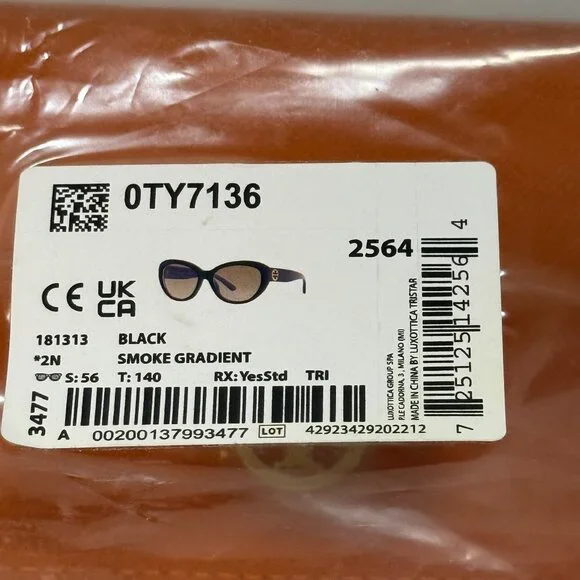 0TY7136
2564
CE UK
CA
181313 BLACK
*2N SMOKE GRADIENT
S: 56 T: 140 RX: YesStd TRI
3477
A 00200137993477 LOT 42923429202212
LUXOTTICA GROUP SPA
P.LE CADORNA, 3, MILANO (MI)
MADE IN CHINA BY LUXOTTICA TRISTAR
7 25125 14256 4